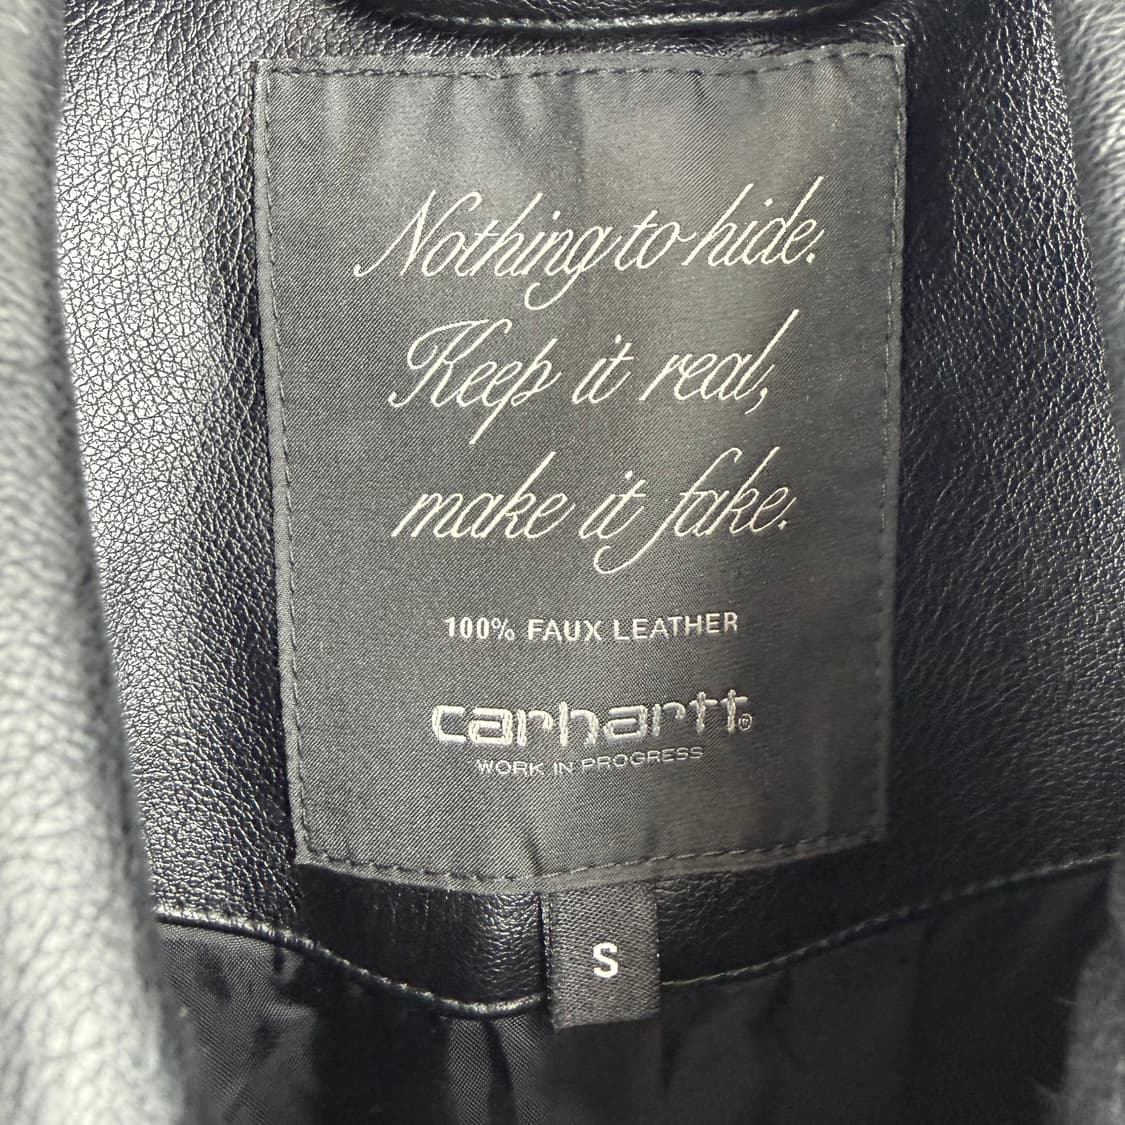 Nothing to hide.
Keep it real,
make it fake.
100% FAUX LEATHER
carhartt®
WORK IN PROGRESS
S